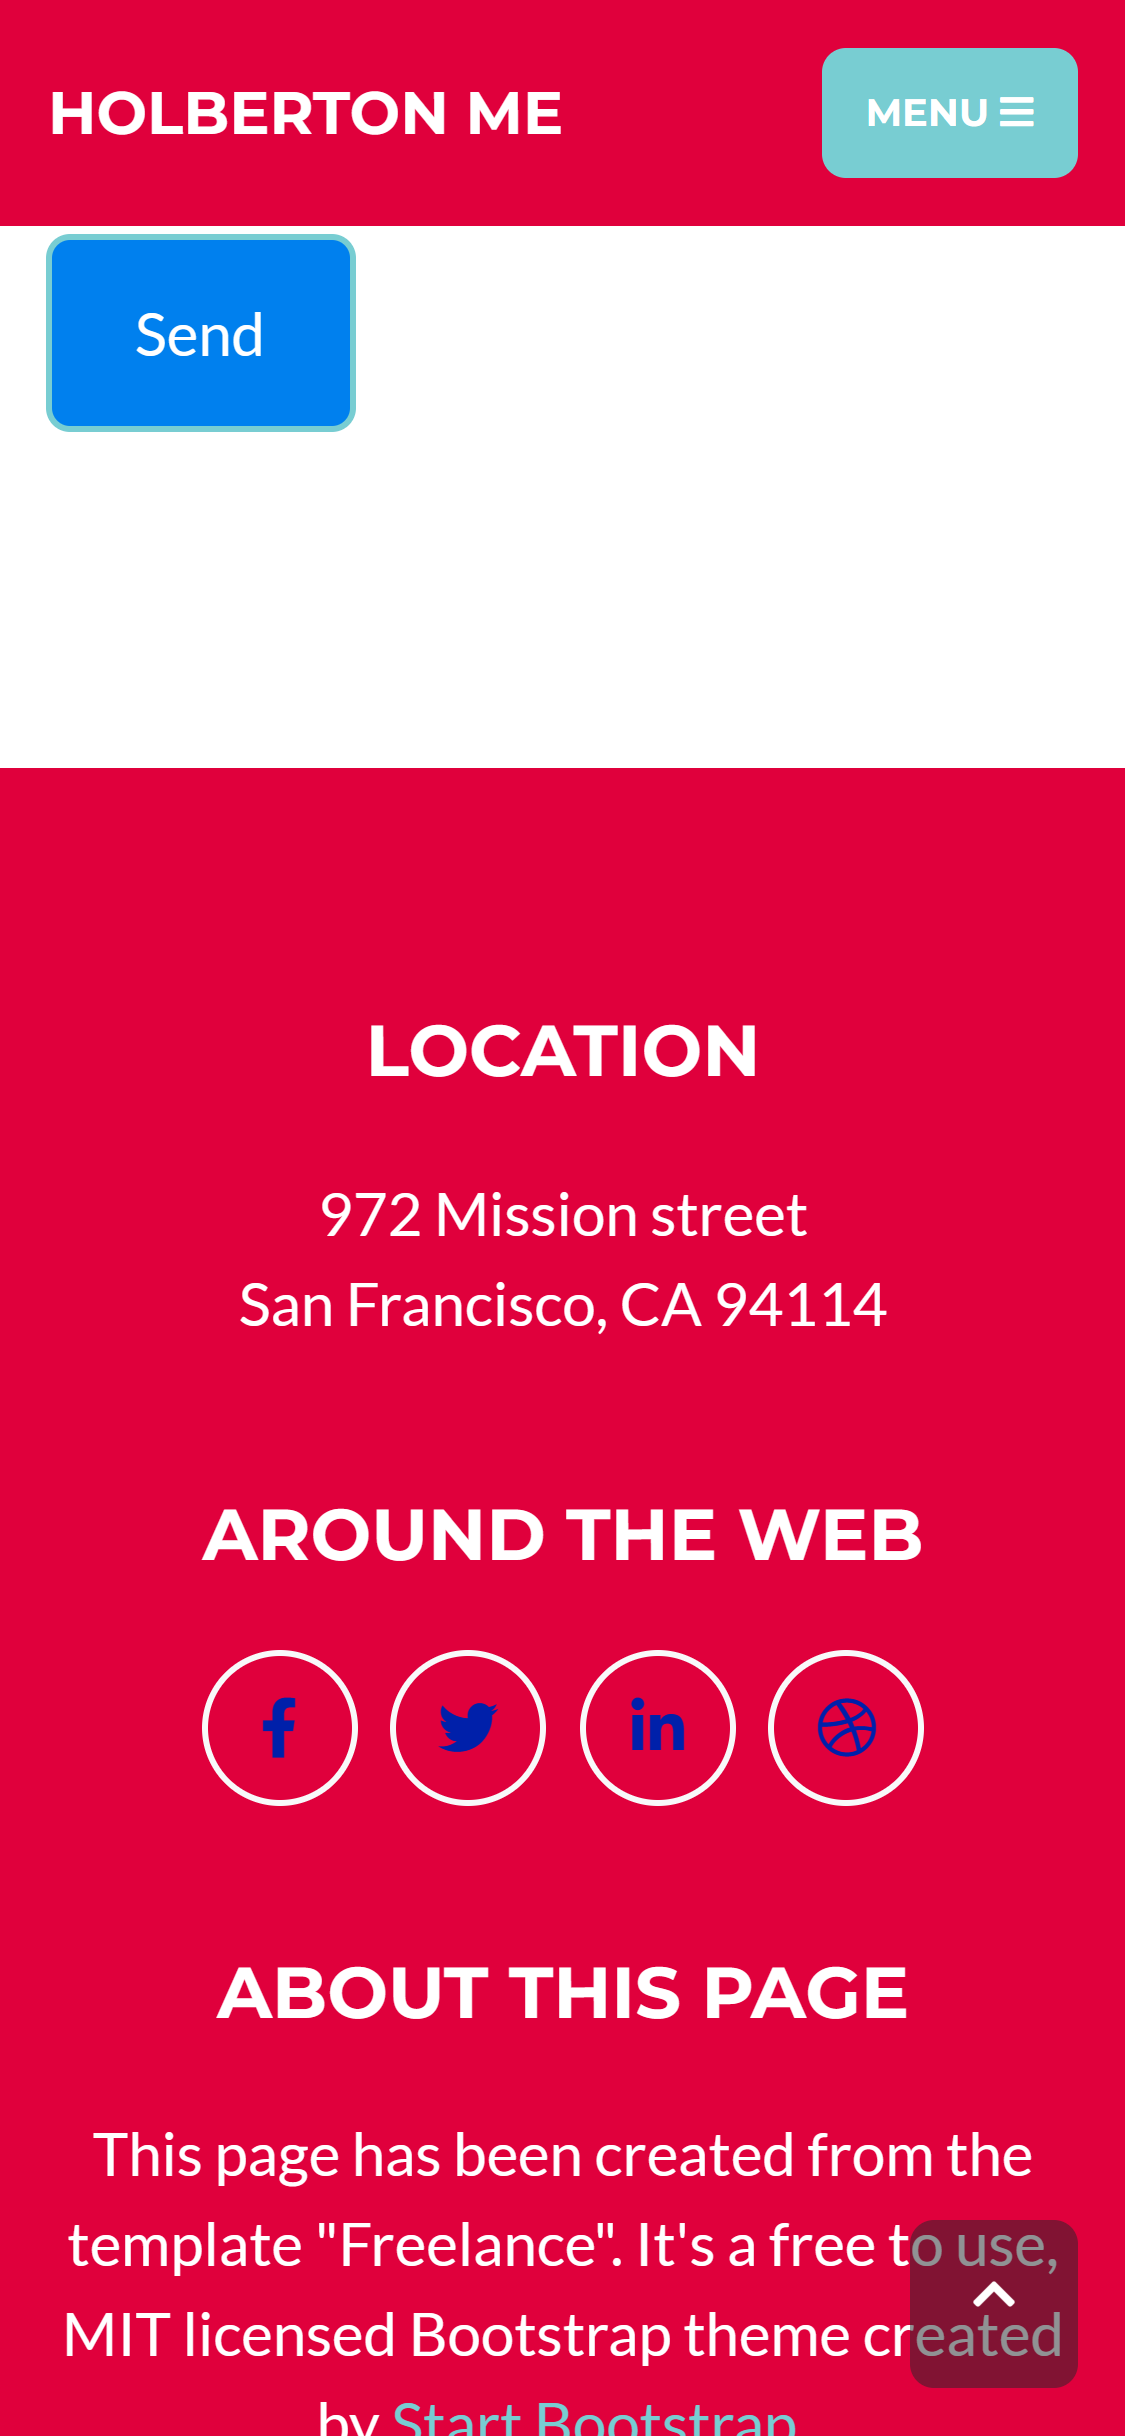 HOLBERTON ME
MENU
Send
LOCATION
972 Mission street
San Francisco, CA 94114
AROUND THE WEB
ABOUT THIS PAGE
This page has been created from the
template "Freelance". It's a free to use,
MIT licensed Bootstrap theme created
by Start Bootstrap